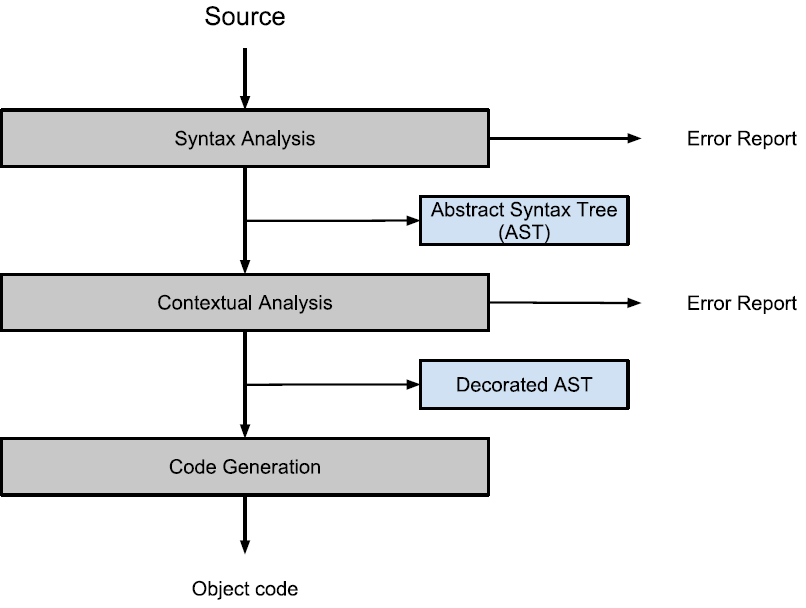 Source
Syntax Analysis
Error Report
Abstract Syntax Tree
(AST)
Contextual Analysis
Error Report
Decorated AST
Code Generation
Object code